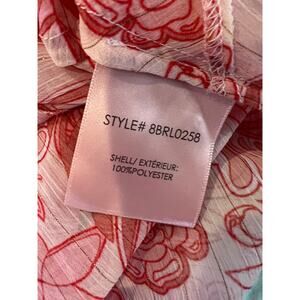 STYLE# 8BRL0258
SHELL/ EXTÉRIEUR:
100%POLYESTER